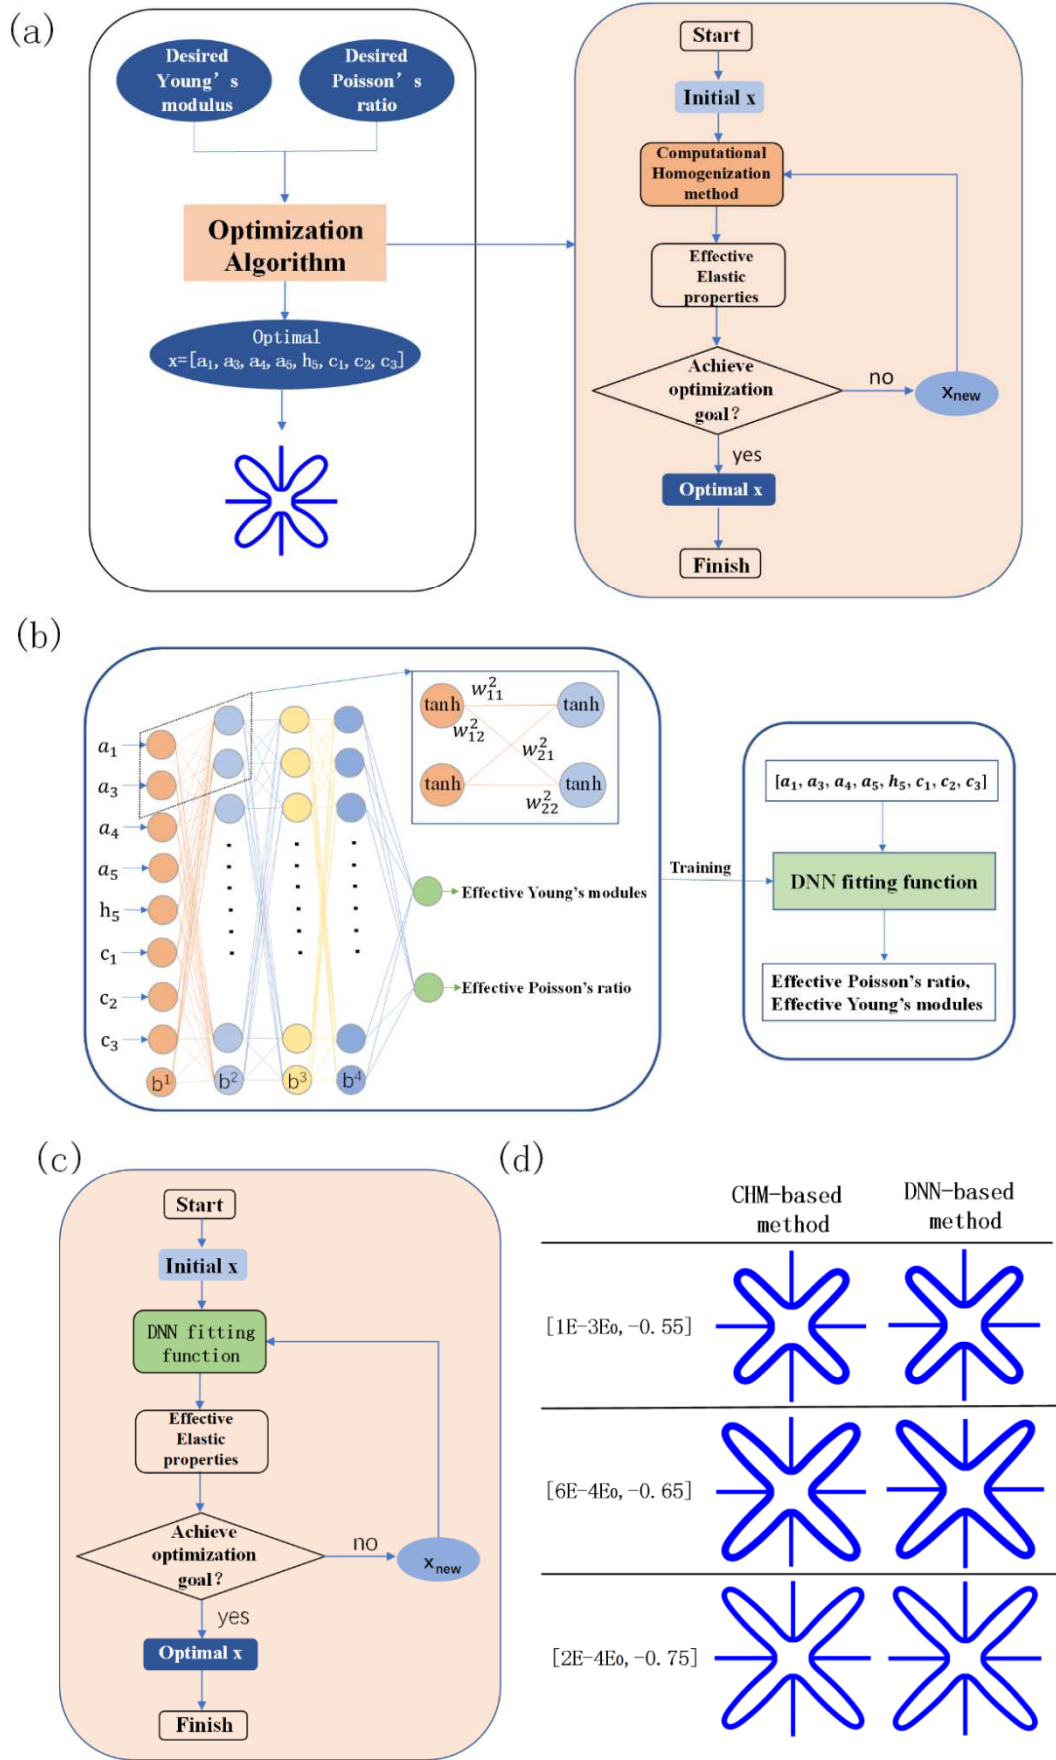 (a)
Desired
Young's
modulus
Desired
Poisson's
ratio
Optimization
Algorithm
Optimal
x=[a₁, a₃, a₄, a₅, h₅, c₁, c₂, c₃]
Start
Initial x
Computational
Homogenization
method
Effective
Elastic
properties
Achieve
optimization
goal?
no
xnew
yes
Optimal x
Finish
(b)
a₁
a₃
a₄
a₅
h₅
c₁
c₂
c₃
b¹
b²
b³
b⁴
tanh
tanh
tanh
tanh
w²₁₁
w²₁₂
w²₂₁
w²₂₂
Effective Young's modules
Effective Poisson's ratio
Training
[a₁, a₃, a₄, a₅, h₅, c₁, c₂, c₃]
DNN fitting function
Effective Poisson's ratio,
Effective Young's modules
(c)
Start
Initial x
DNN fitting
function
Effective
Elastic
properties
Achieve
optimization
goal?
no
xnew
yes
Optimal x
Finish
(d)
CHM-based
method
DNN-based
method
[1E-3E₀, -0.55]
[6E-4E₀, -0.65]
[2E-4E₀, -0.75]